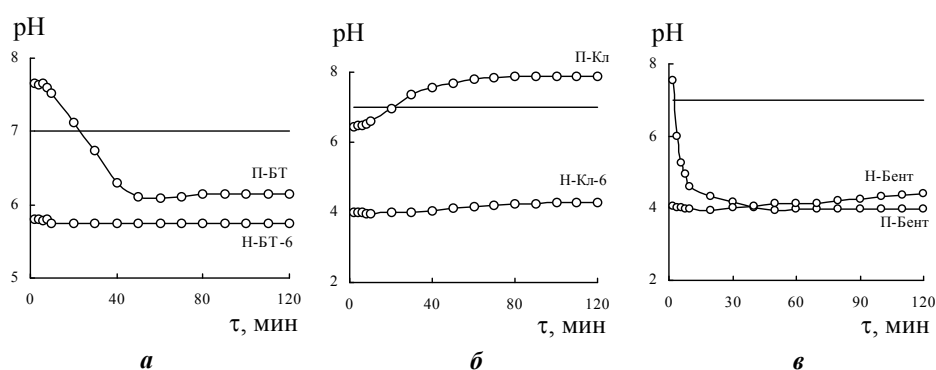 pH
8
7
6
5
П-БТ
Н-БТ-6
0
40
80
120
τ, мин
а
pH
8
6
4
2
П-Кл
Н-Кл-6
0
40
80
120
τ, мин
б
pH
8
6
4
2
Н-Бент
П-Бент
0
30
60
90
120
τ, мин
в